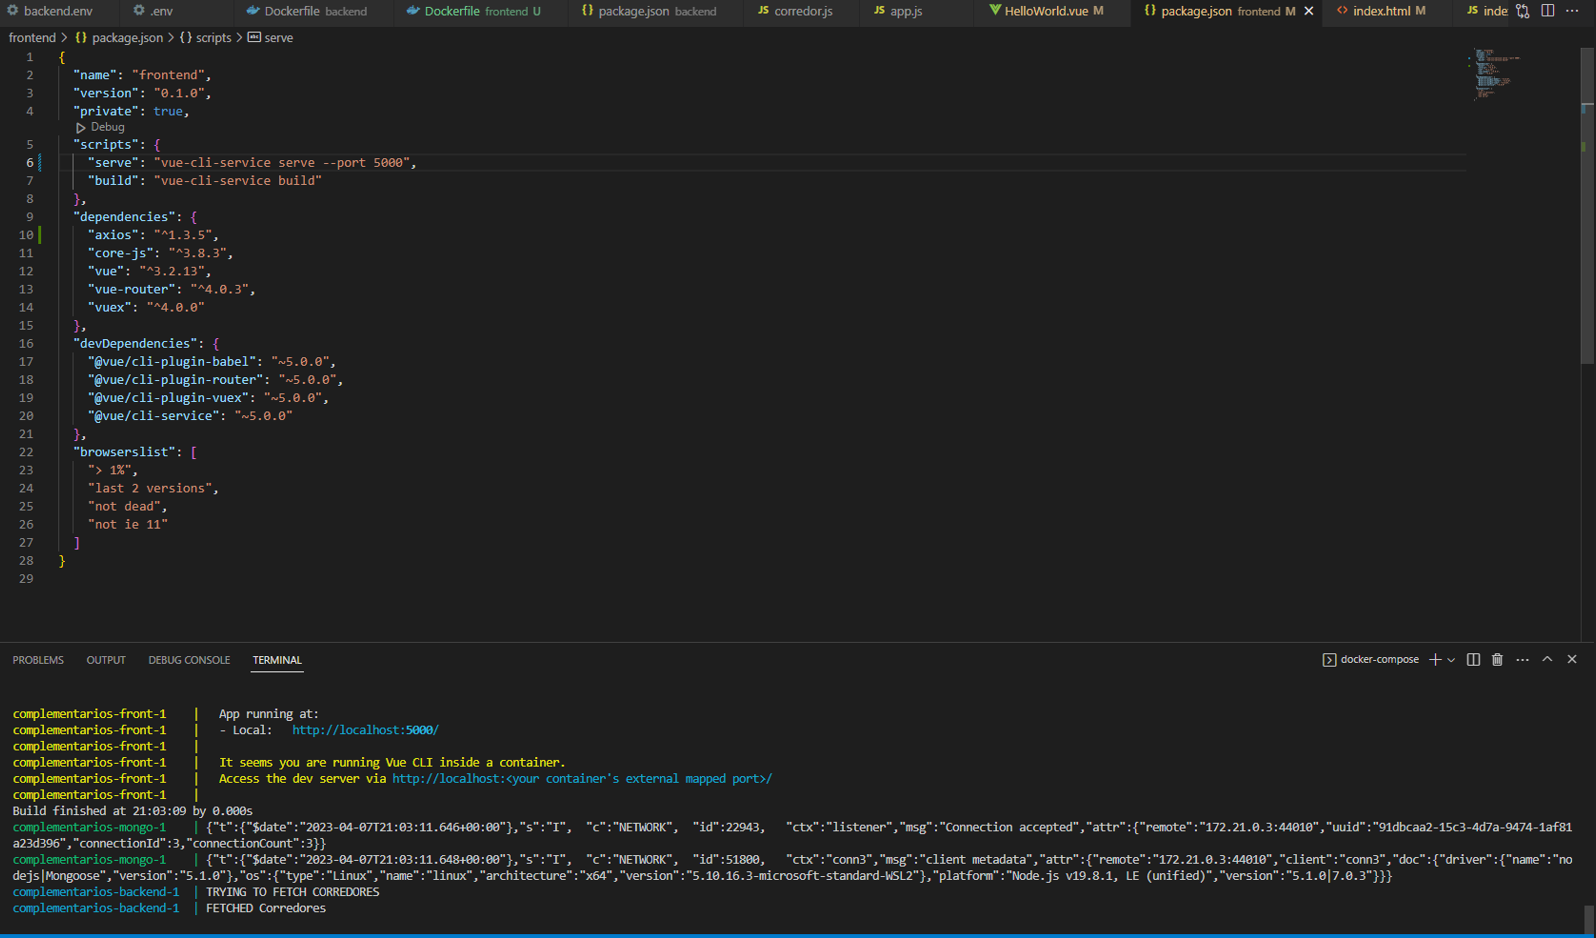 backend.env .env Dockerfile backend Dockerfile frontend U package.json backend JS corredor.js JS app.js HelloWorld.vue M {} package.json frontend M index.html M JS inde
frontend > {} package.json > {} scripts > serve
1 {
2 "name": "frontend",
3 "version": "0.1.0",
4 "private": true,
Debug
5 "scripts": {
6 "serve": "vue-cli-service serve --port 5000",
7 "build": "vue-cli-service build"
8 },
9 "dependencies": {
10 "axios": "^1.3.5",
11 "core-js": "^3.8.3",
12 "vue": "^3.2.13",
13 "vue-router": "^4.0.3",
14 "vuex": "^4.0.0"
15 },
16 "devDependencies": {
17 "@vue/cli-plugin-babel": "~5.0.0",
18 "@vue/cli-plugin-router": "~5.0.0",
19 "@vue/cli-plugin-vuex": "~5.0.0",
20 "@vue/cli-service": "~5.0.0"
21 },
22 "browserslist": [
23 "> 1%",
24 "last 2 versions",
25 "not dead",
26 "not ie 11"
27 ]
28 }
29
PROBLEMS OUTPUT DEBUG CONSOLE TERMINAL docker-compose
complementarios-front-1 | App running at:
complementarios-front-1 | - Local: http://localhost:5000/
complementarios-front-1 |
complementarios-front-1 | It seems you are running Vue CLI inside a container.
complementarios-front-1 | Access the dev server via http://localhost:<your container's external mapped port>/
complementarios-front-1 |
Build finished at 21:03:09 by 0.000s
complementarios-mongo-1 | {"t":{"$date":"2023-04-07T21:03:11.646+00:00"},"s":"I", "c":"NETWORK", "id":22943, "ctx":"listener","msg":"Connection accepted","attr":{"remote":"172.21.0.3:44010","uuid":"91dbcaa2-15c3-4d7a-9474-1af81
a23d396","connectionId":3,"connectionCount":3}}
complementarios-mongo-1 | {"t":{"$date":"2023-04-07T21:03:11.648+00:00"},"s":"I", "c":"NETWORK", "id":51800, "ctx":"conn3","msg":"client metadata","attr":{"remote":"172.21.0.3:44010","client":"conn3","doc":{"driver":{"name":"no
dejs|Mongoose","version":"5.1.0"},"os":{"type":"Linux","name":"linux","architecture":"x64","version":"5.10.16.3-microsoft-standard-WSL2"},"platform":"Node.js v19.8.1, LE (unified)","version":"5.1.0|7.0.3"}}}
complementarios-backend-1 | TRYING TO FETCH CORREDORES
complementarios-backend-1 | FETCHED Corredores